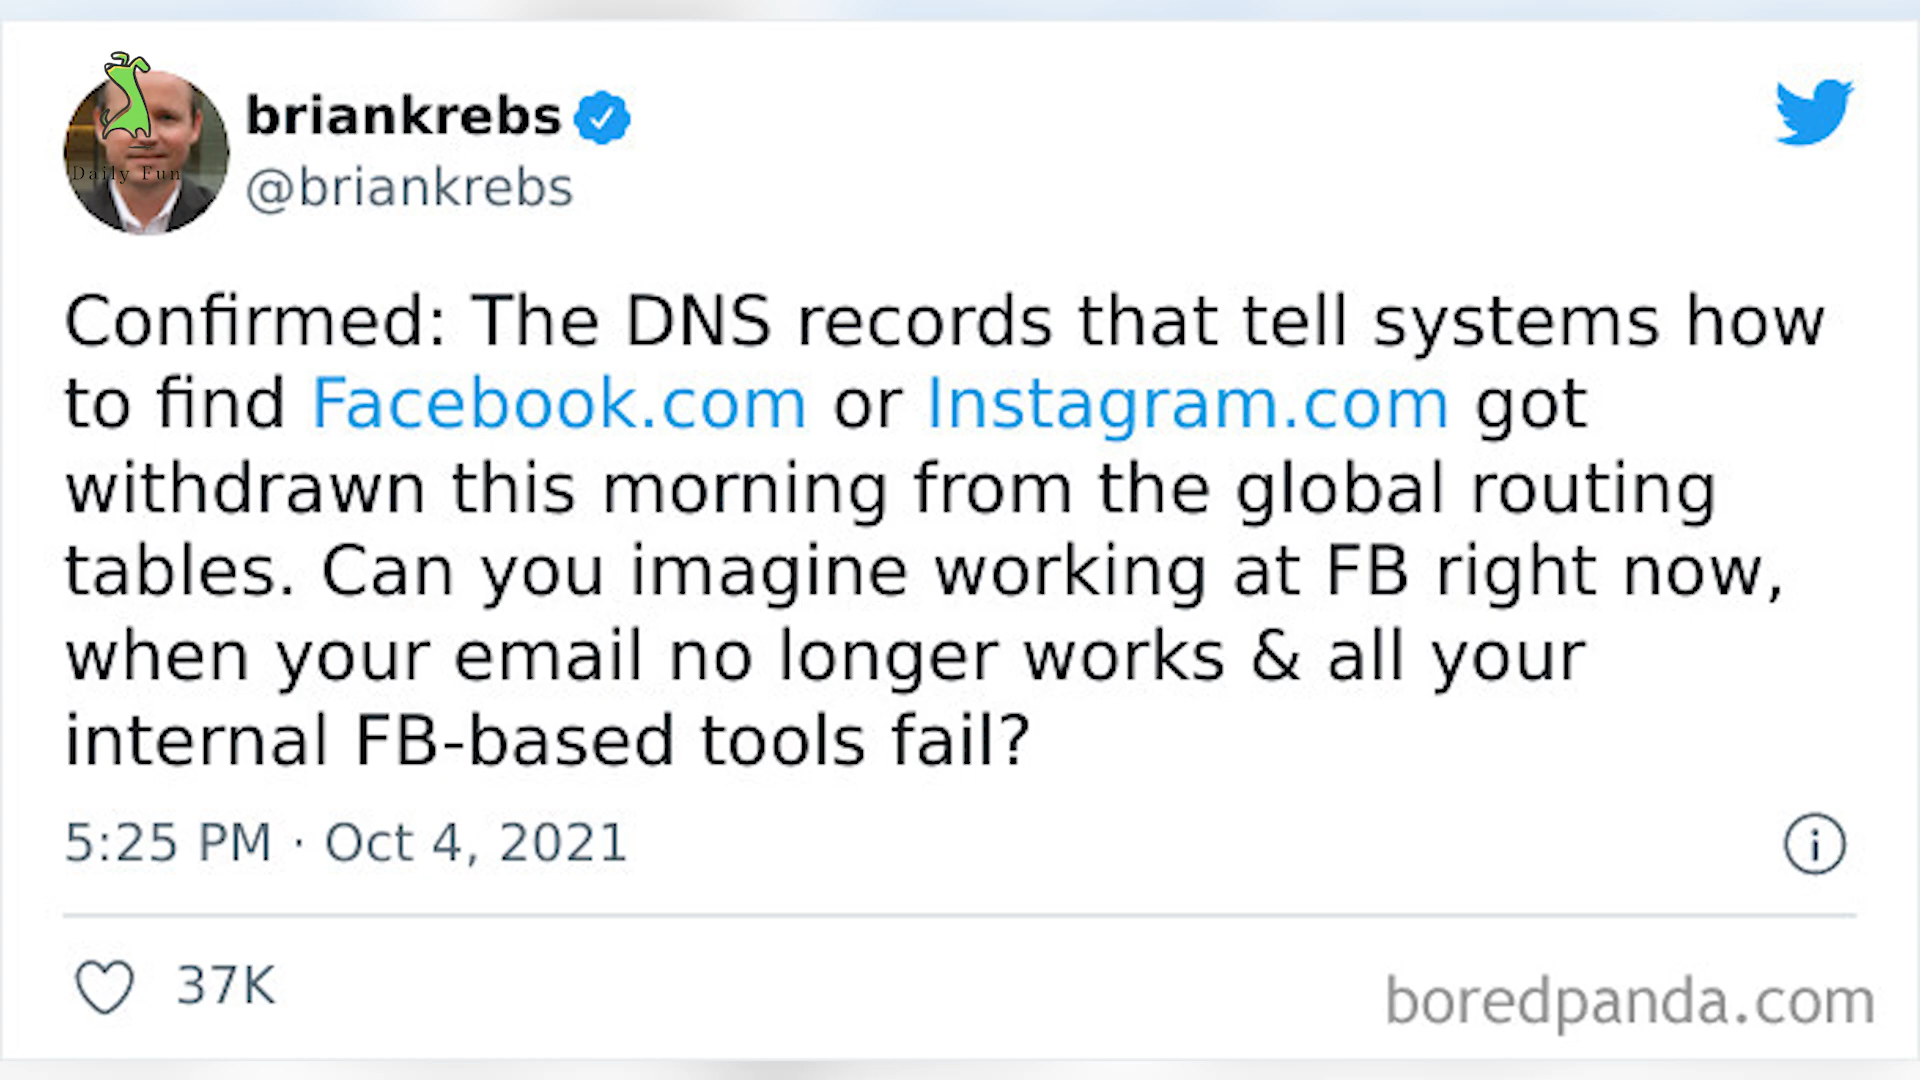 briankrebs
@briankrebs
Daily Fun
Confirmed: The DNS records that tell systems how
to find Facebook.com or Instagram.com got
withdrawn this morning from the global routing
tables. Can you imagine working at FB right now,
when your email no longer works & all your
internal FB-based tools fail?
5:25 PM · Oct 4, 2021
37K
boredpanda.com